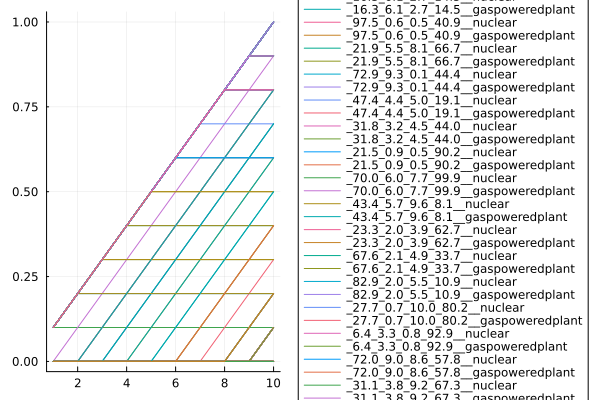 1.00
0.75
0.50
0.25
0.00
2 4 6 8 10
_16.3_6.1_2.7_14.5__gaspoweredplant
_97.5_0.6_0.5_40.9__nuclear
_97.5_0.6_0.5_40.9__gaspoweredplant
_21.9_5.5_8.1_66.7__nuclear
_21.9_5.5_8.1_66.7__gaspoweredplant
_72.9_9.3_0.1_44.4__nuclear
_72.9_9.3_0.1_44.4__gaspoweredplant
_47.4_4.4_5.0_19.1__nuclear
_47.4_4.4_5.0_19.1__gaspoweredplant
_31.8_3.2_4.5_44.0__nuclear
_31.8_3.2_4.5_44.0__gaspoweredplant
_21.5_0.9_0.5_90.2__nuclear
_21.5_0.9_0.5_90.2__gaspoweredplant
_70.0_6.0_7.7_99.9__nuclear
_70.0_6.0_7.7_99.9__gaspoweredplant
_43.4_5.7_9.6_8.1__nuclear
_43.4_5.7_9.6_8.1__gaspoweredplant
_23.3_2.0_3.9_62.7__nuclear
_23.3_2.0_3.9_62.7__gaspoweredplant
_67.6_2.1_4.9_33.7__nuclear
_67.6_2.1_4.9_33.7__gaspoweredplant
_82.9_2.0_5.5_10.9__nuclear
_82.9_2.0_5.5_10.9__gaspoweredplant
_27.7_0.7_10.0_80.2__nuclear
_27.7_0.7_10.0_80.2__gaspoweredplant
_6.4_3.3_0.8_92.9__nuclear
_6.4_3.3_0.8_92.9__gaspoweredplant
_72.0_9.0_8.6_57.8__nuclear
_72.0_9.0_8.6_57.8__gaspoweredplant
_31.1_3.8_9.2_67.3__nuclear
_31.1_3.8_9.2_67.3__gaspoweredplant